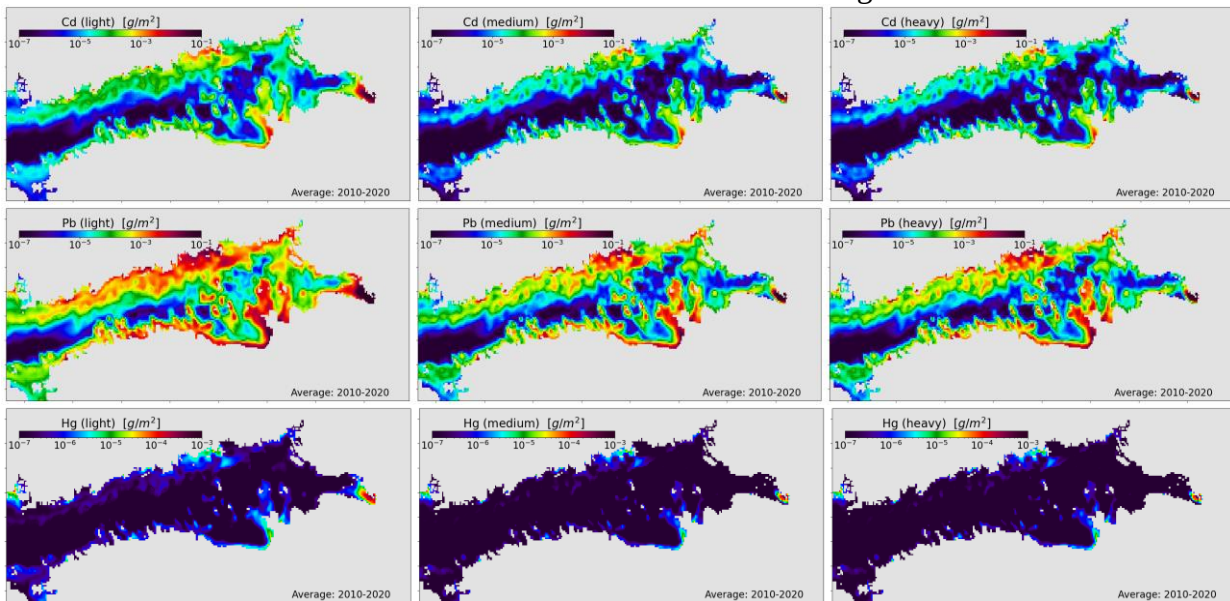 g
Cd (light) [g/m²] Cd (medium) [g/m²] Cd (heavy) [g/m²]
10⁻⁷ 10⁻⁵ 10⁻³ 10⁻¹ 10⁻⁷ 10⁻⁵ 10⁻³ 10⁻¹ 10⁻⁷ 10⁻⁵ 10⁻³ 10⁻¹
Average: 2010-2020 Average: 2010-2020 Average: 2010-2020
Pb (light) [g/m²] Pb (medium) [g/m²] Pb (heavy) [g/m²]
10⁻⁷ 10⁻⁵ 10⁻³ 10⁻¹ 10⁻⁷ 10⁻⁵ 10⁻³ 10⁻¹ 10⁻⁷ 10⁻⁵ 10⁻³ 10⁻¹
Average: 2010-2020 Average: 2010-2020 Average: 2010-2020
Hg (light) [g/m²] Hg (medium) [g/m²] Hg (heavy) [g/m²]
10⁻⁷ 10⁻⁶ 10⁻⁵ 10⁻⁴ 10⁻³ 10⁻⁷ 10⁻⁶ 10⁻⁵ 10⁻⁴ 10⁻³ 10⁻⁷ 10⁻⁶ 10⁻⁵ 10⁻⁴ 10⁻³
Average: 2010-2020 Average: 2010-2020 Average: 2010-2020